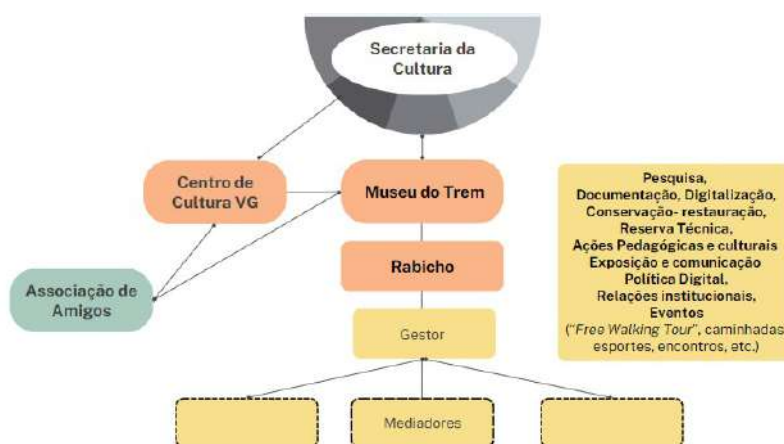 Secretaria da
Cultura
Centro de
Cultura VG
Museu do Trem
Rabicho
Associação de
Amigos
Gestor
Mediadores
Pesquisa,
Documentação, Digitalização,
Conservação- restauração,
Reserva Técnica,
Ações Pedagógicas e culturais
Exposição e comunicação
Política Digital,
Relações institucionais,
Eventos
("Free Walking Tour", caminhadas
esportes, encontros, etc.)